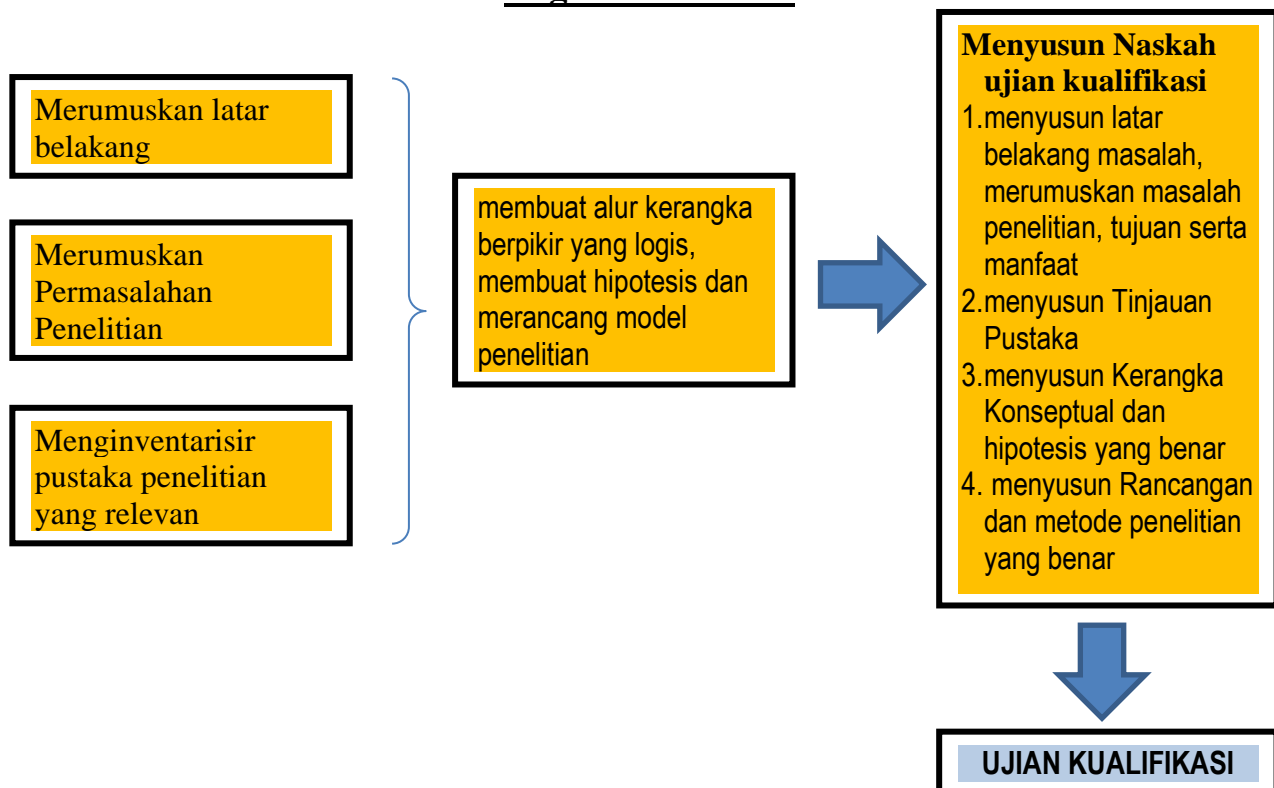 Merumuskan latar
belakang
Merumuskan
Permasalahan
Penelitian
Menginventarisir
pustaka penelitian
yang relevan
membuat alur kerangka
berpikir yang logis,
membuat hipotesis dan
merancang model
penelitian
Menyusun Naskah
ujian kualifikasi
1.menyusun latar
belakang masalah,
merumuskan masalah
penelitian, tujuan serta
manfaat
2.menyusun Tinjauan
Pustaka
3.menyusun Kerangka
Konseptual dan
hipotesis yang benar
4. menyusun Rancangan
dan metode penelitian
yang benar
UJIAN KUALIFIKASI